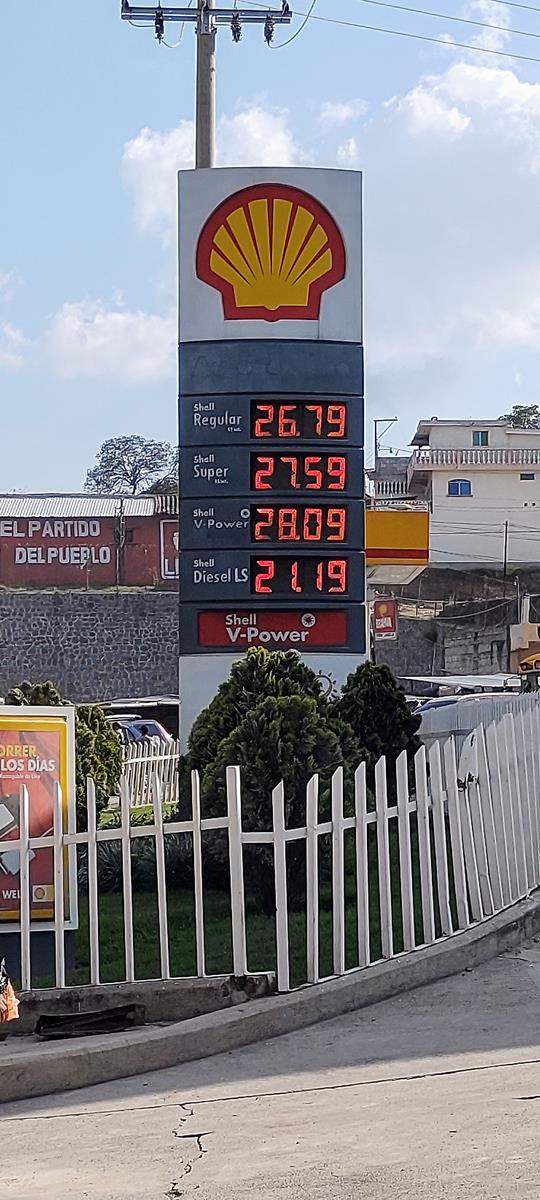 Shell
Regular
26.79
Shell
Super
27.59
Shell
V-Power
28.09
Shell
Diesel LS
21.19
Shell
V-Power
EL PARTIDO
DEL PUEBLO
LOS DÍAS